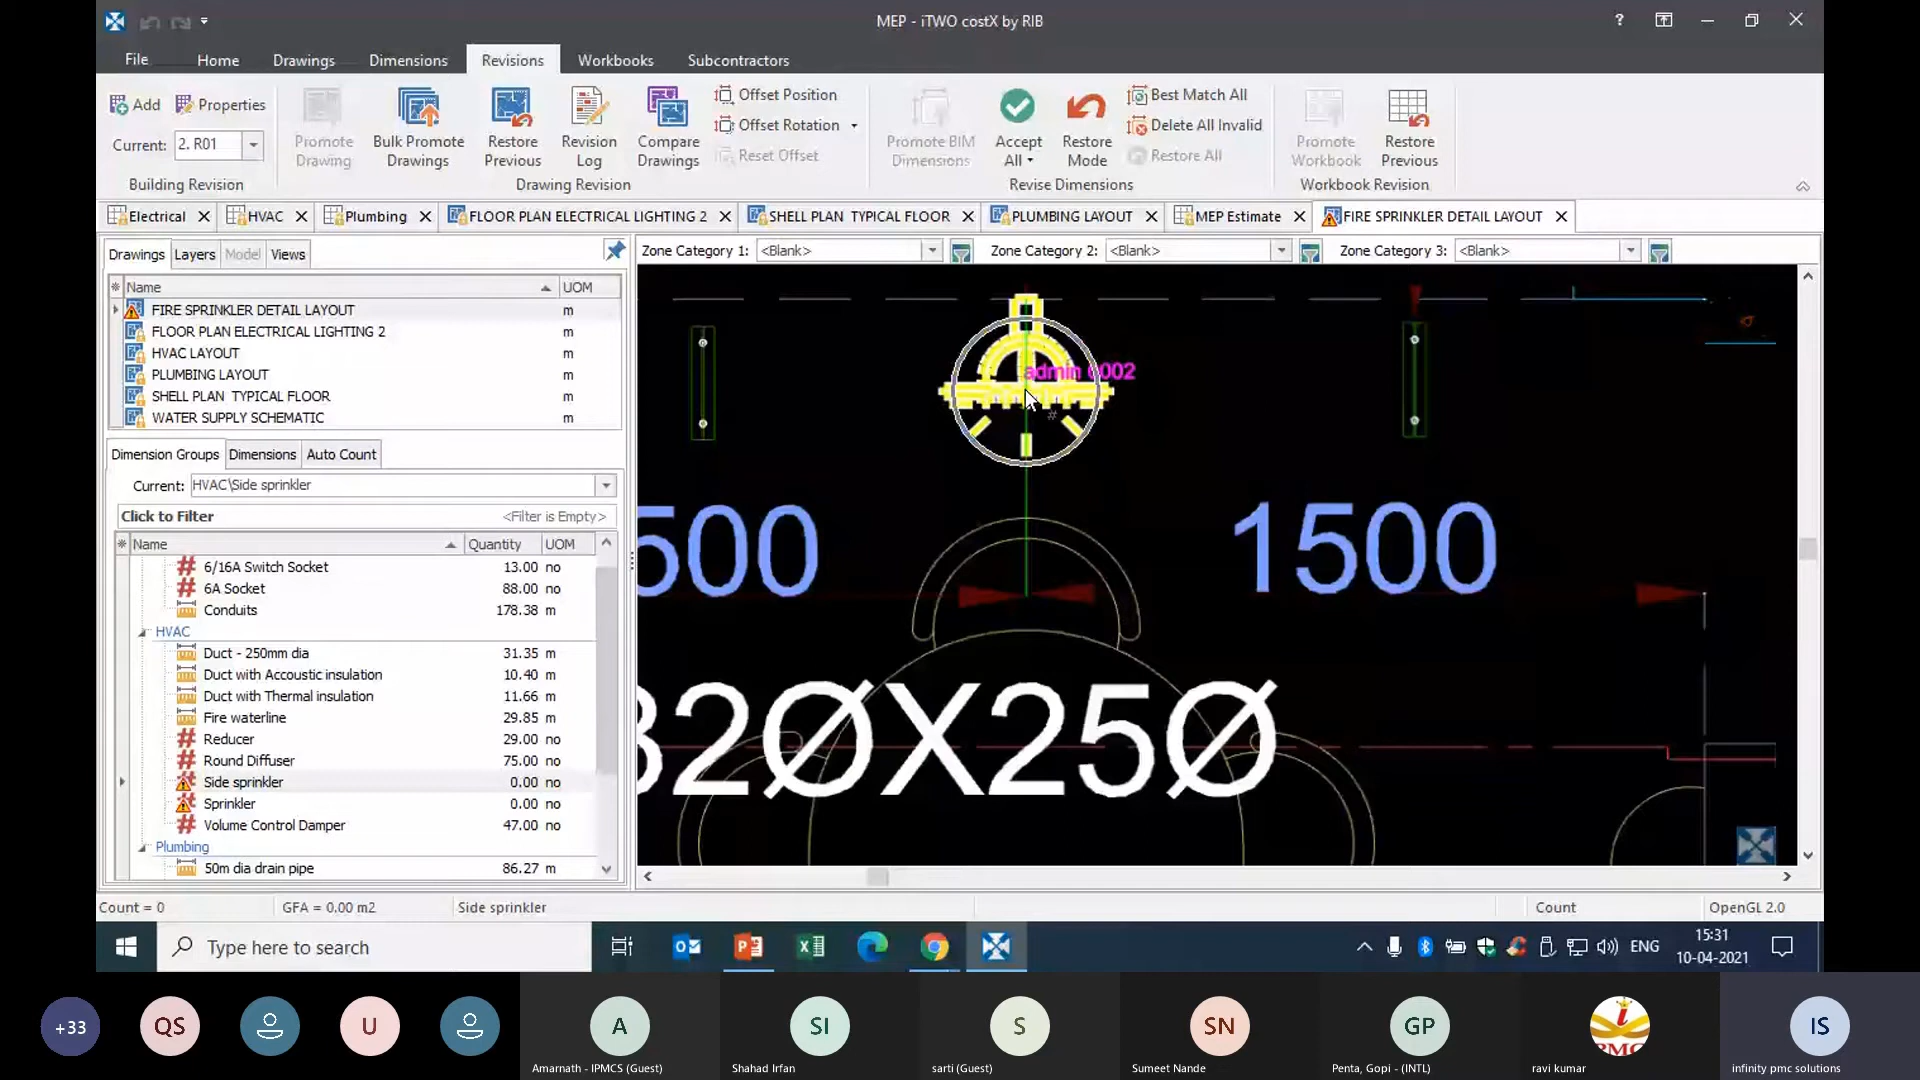 MEP - iTWO costX by RIB
?
File Home Drawings Dimensions Revisions Workbooks Subcontractors
Add Properties
Current: 2. R01
Building Revision
Promote Drawing
Bulk Promote Drawings
Restore Previous
Revision Log
Compare Drawings
Offset Position
Offset Rotation
Reset Offset
Drawing Revision
Promote BIM Dimensions
Accept All
Restore Mode
Best Match All
Delete All Invalid
Restore All
Revise Dimensions
Promote Workbook
Restore Previous
Workbook Revision
Electrical HVAC Plumbing FLOOR PLAN ELECTRICAL LIGHTING 2 SHELL PLAN TYPICAL FLOOR PLUMBING LAYOUT MEP Estimate FIRE SPRINKLER DETAIL LAYOUT
Drawings Layers Model Views
Zone Category 1: <Blank> Zone Category 2: <Blank> Zone Category 3: <Blank>
Name UOM
FIRE SPRINKLER DETAIL LAYOUT m
FLOOR PLAN ELECTRICAL LIGHTING 2 m
HVAC LAYOUT m
PLUMBING LAYOUT m
SHELL PLAN TYPICAL FLOOR m
WATER SUPPLY SCHEMATIC m
Dimension Groups Dimensions Auto Count
Current: HVAC\Side sprinkler
Click to Filter <Filter is Empty>
Name Quantity UOM
6/16A Switch Socket 13.00 no
6A Socket 88.00 no
Conduits 178.38 m
HVAC
Duct - 250mm dia 31.35 m
Duct with Accoustic insulation 10.40 m
Duct with Thermal insulation 11.66 m
Fire waterline 29.85 m
Reducer 29.00 no
Round Diffuser 75.00 no
Side sprinkler 0.00 no
Sprinkler 0.00 no
Volume Control Damper 47.00 no
Plumbing
50m dia drain pipe 86.27 m
500
1500
32ØX25Ø
Count = 0 GFA = 0.00 m2 Side sprinkler Count OpenGL 2.0
Type here to search
ENG
15:31
10-04-2021
+33 QS U A SI S SN GP IS
Amarnath - IPMCS (Guest) Shahad Irfan sarti (Guest) Sumeet Nande Penta, Gopi - (INTL) ravi kumar infinity pmc solutions